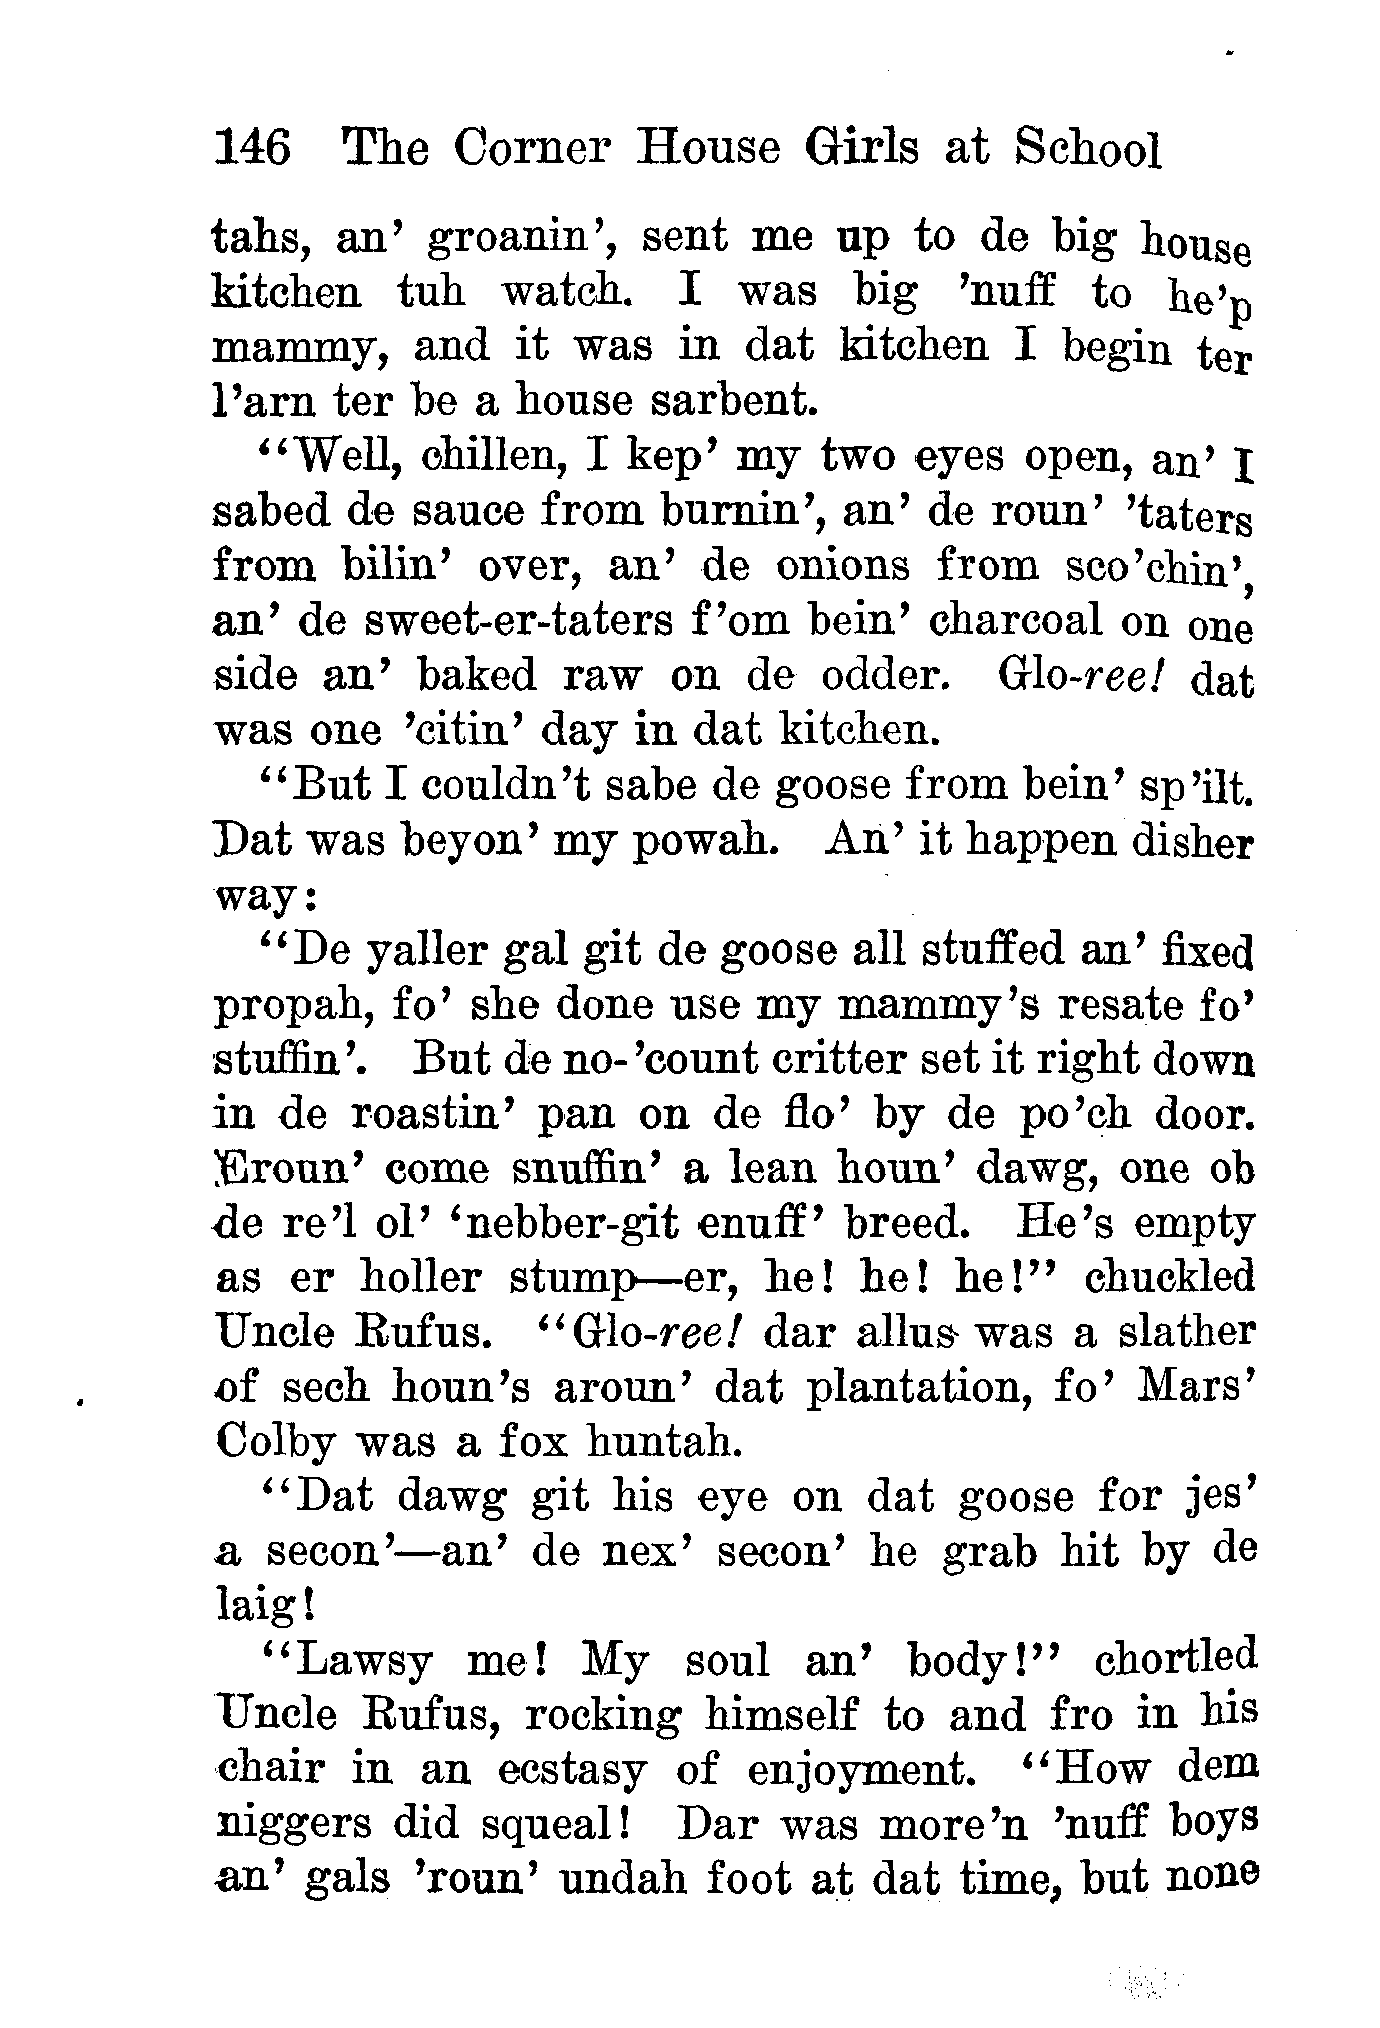 146 The Corner House Girls at School
tahs, an' groanin', sent me up to de big house
kitchen tuh watch. I was big 'nuff to he'p
mammy, and it was in dat kitchen I begin ter
l'arn ter be a house sarbent.
"Well, chillen, I kep' my two eyes open, an' I
sabed de sauce from burnin', an' de roun' 'taters
from bilin' over, an' de onions from sco'chin',
an' de sweet-er-taters f'om bein' charcoal on one
side an' baked raw on de odder. Glo-ree! dat
was one 'citin' day in dat kitchen.
"But I couldn't sabe de goose from bein' sp'ilt.
Dat was beyon' my powah. An' it happen disher
way:
"De yaller gal git de goose all stuffed an' fixed
propah, fo' she done use my mammy's resate fo'
stuffin'. But de no-'count critter set it right down
in de roastin' pan on de flo' by de po'ch door.
Eroun' come snuffin' a lean houn' dawg, one ob
de re'l ol' 'nebber-git enuff' breed. He's empty
as er holler stump—er, he! he! he!" chuckled
Uncle Rufus. "Glo-ree! dar allus was a slather
of sech houn's aroun' dat plantation, fo' Mars'
Colby was a fox huntah.
"Dat dawg git his eye on dat goose for jes'
a secon'—an' de nex' secon' he grab hit by de
laig!
"Lawsy me! My soul an' body!" chortled
Uncle Rufus, rocking himself to and fro in his
chair in an ecstasy of enjoyment. "How dem
niggers did squeal! Dar was more'n 'nuff boys
an' gals 'roun' undah foot at dat time, but none